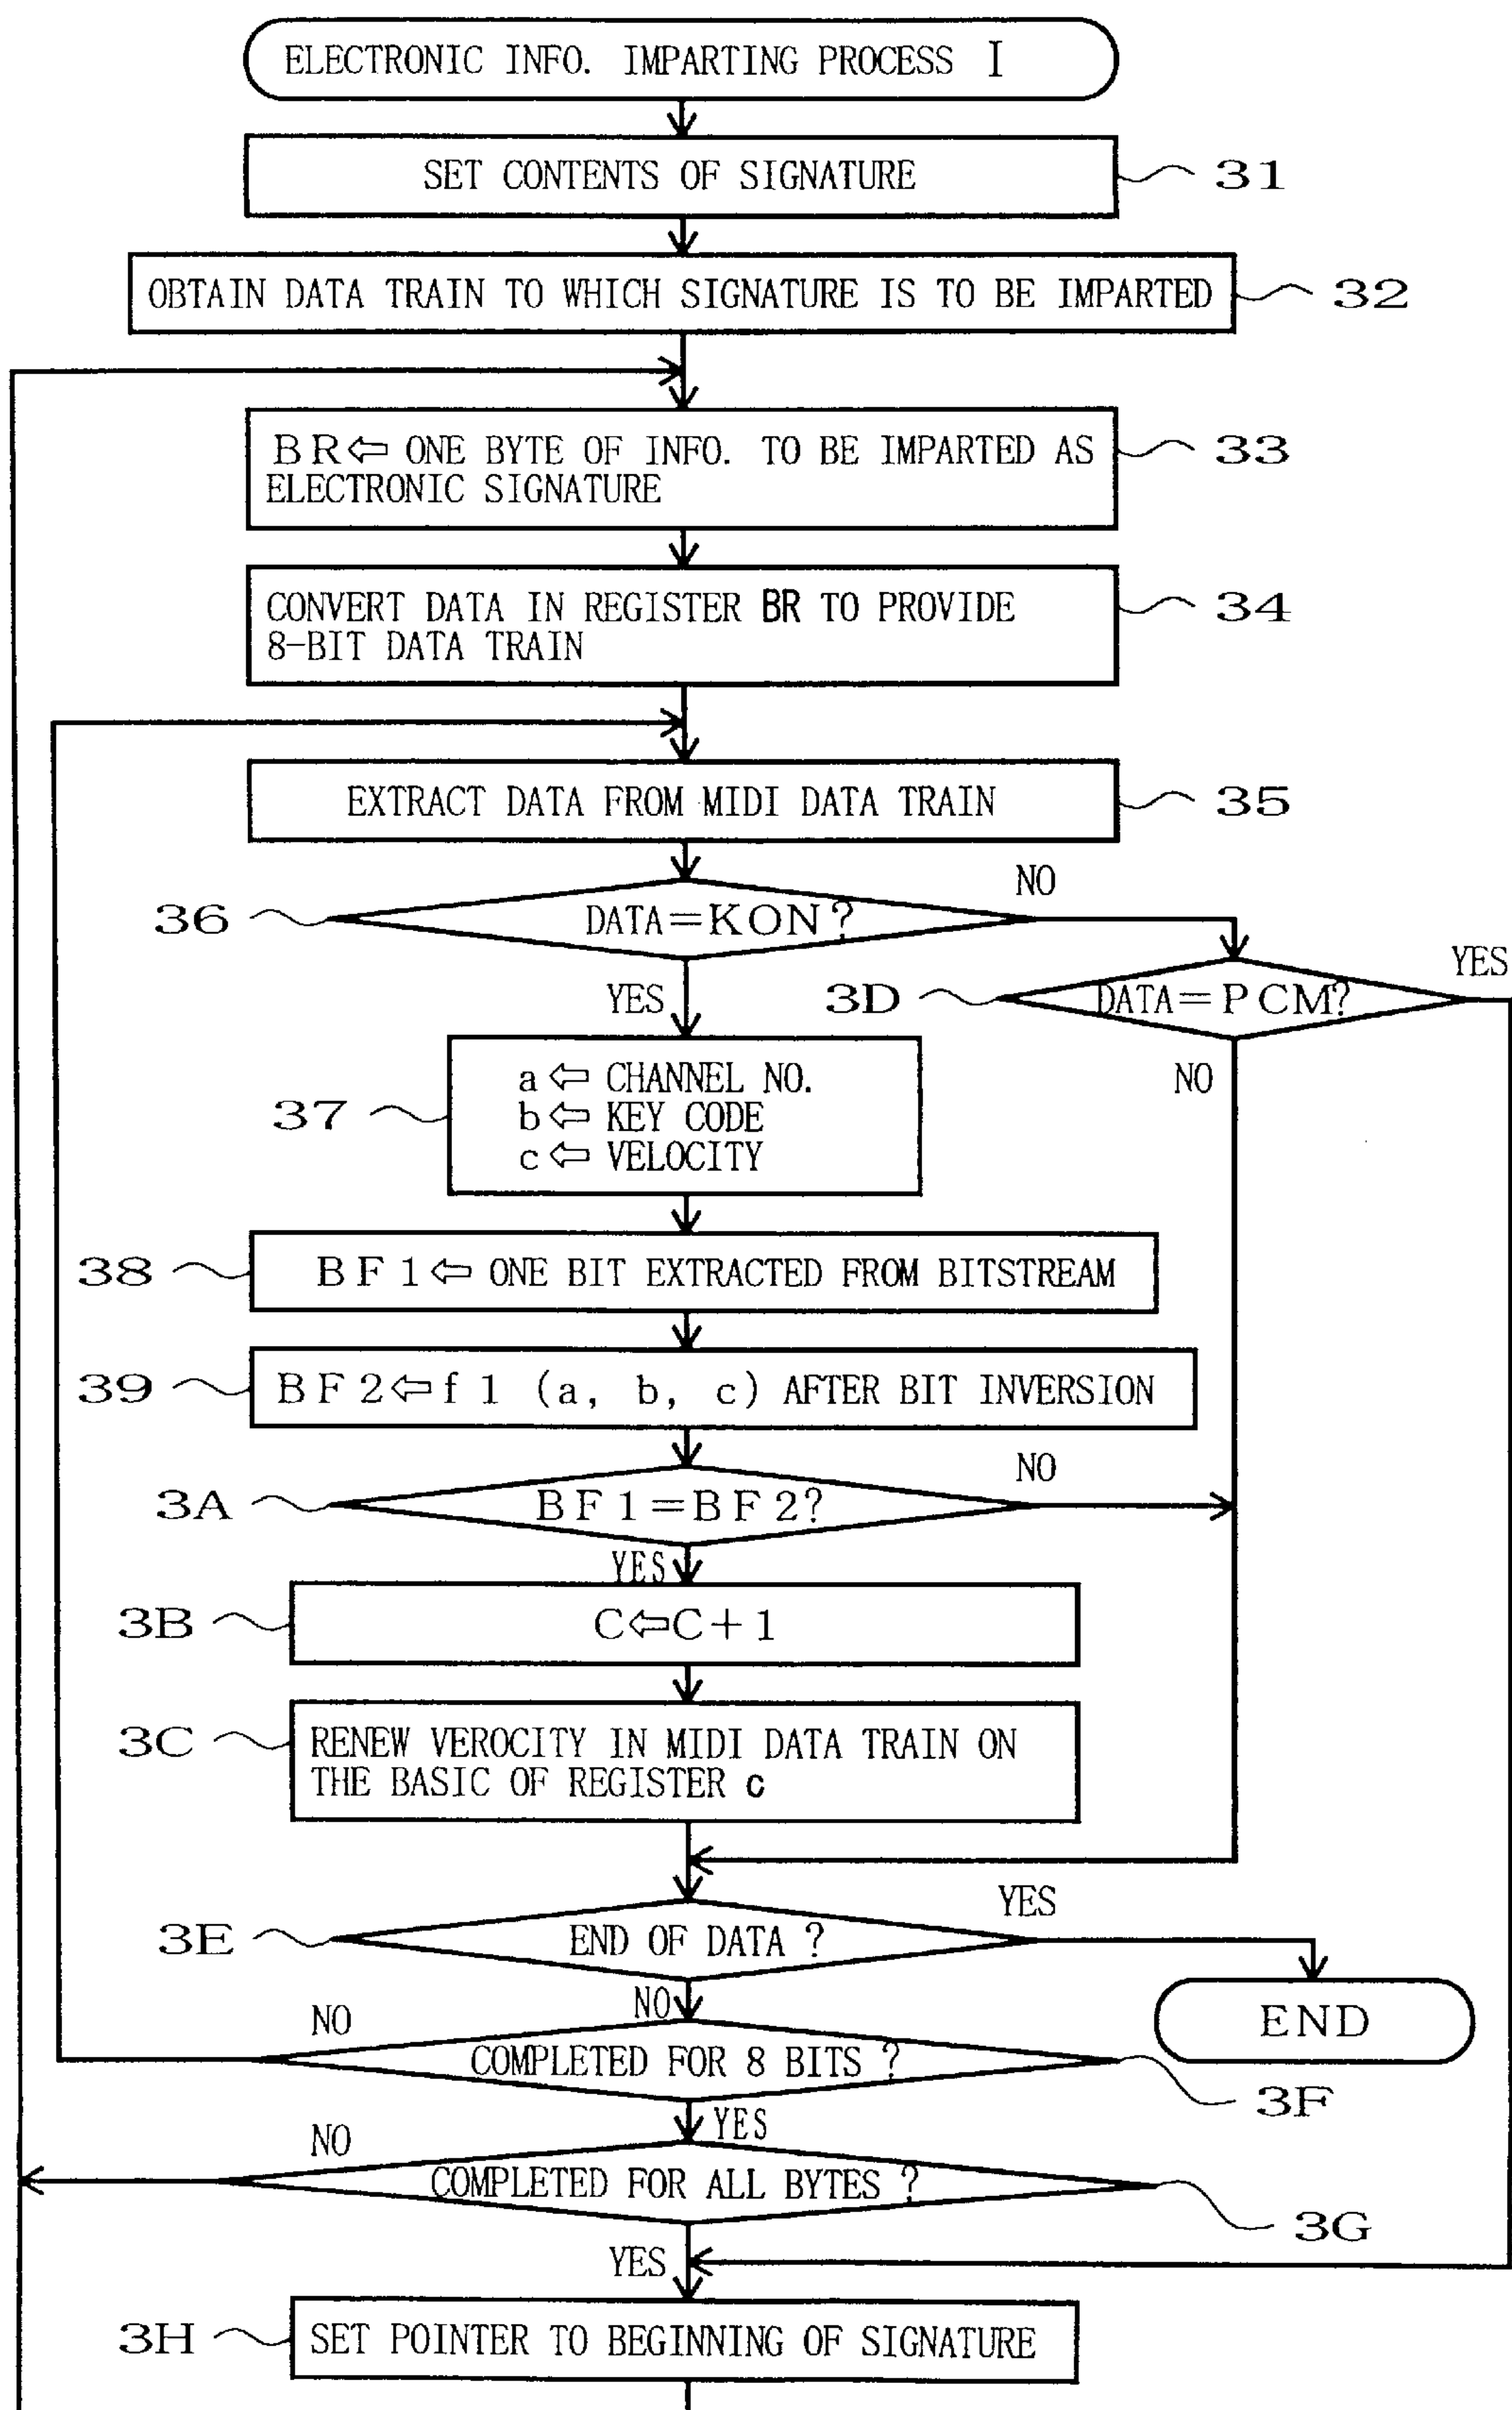 ELECTRONIC INFO. IMPARTING PROCESS I
SET CONTENTS OF SIGNATURE
31
OBTAIN DATA TRAIN TO WHICH SIGNATURE IS TO BE IMPARTED
32
BR⇦ ONE BYTE OF INFO. TO BE IMPARTED AS
ELECTRONIC SIGNATURE
33
CONVERT DATA IN REGISTER BR TO PROVIDE
8-BIT DATA TRAIN
34
EXTRACT DATA FROM MIDI DATA TRAIN
35
36
DATA=KON?
NO
YES
3D
DATA=PCM?
YES
NO
37
a⇦ CHANNEL NO.
b⇦ KEY CODE
c⇦ VELOCITY
38
BF1⇦ ONE BIT EXTRACTED FROM BITSTREAM
39
BF2⇦f1 (a, b, c) AFTER BIT INVERSION
3A
BF1=BF2?
NO
YES
3B
C⇦C+1
3C
RENEW VEROCITY IN MIDI DATA TRAIN ON
THE BASIC OF REGISTER c
3E
END OF DATA ?
YES
NO
END
NO
COMPLETED FOR 8 BITS ?
3F
YES
NO
COMPLETED FOR ALL BYTES ?
3G
YES
3H
SET POINTER TO BEGINNING OF SIGNATURE